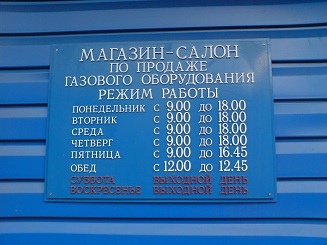 МАГАЗИН-САЛОН
ПО ПРОДАЖЕ
ГАЗОВОГО ОБОРУДОВАНИЯ
РЕЖИМ РАБОТЫ
ПОНЕДЕЛЬНИК С 9.00 ДО 18.00
ВТОРНИК С 9.00 ДО 18.00
СРЕДА С 9.00 ДО 18.00
ЧЕТВЕРГ С 9.00 ДО 18.00
ПЯТНИЦА С 9.00 ДО 16.45
ОБЕД С 12.00 ДО 12.45
СУББОТА ВЫХОДНОЙ ДЕНЬ
ВОСКРЕСЕНЬЕ ВЫХОДНОЙ ДЕНЬ